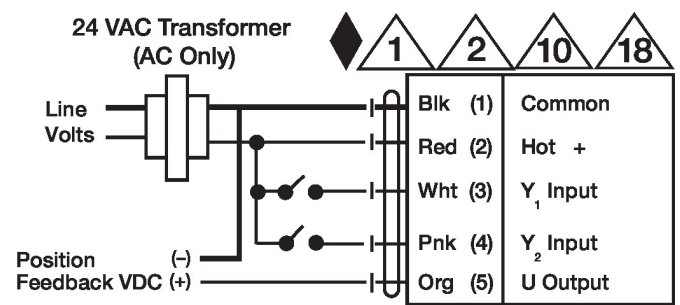 24 VAC Transformer
(AC Only)
1 2 10 18
Line
Volts
Blk (1) Common
Red (2) Hot +
Wht (3) Y1 Input
Pnk (4) Y2 Input
Org (5) U Output
Position (–)
Feedback VDC (+)